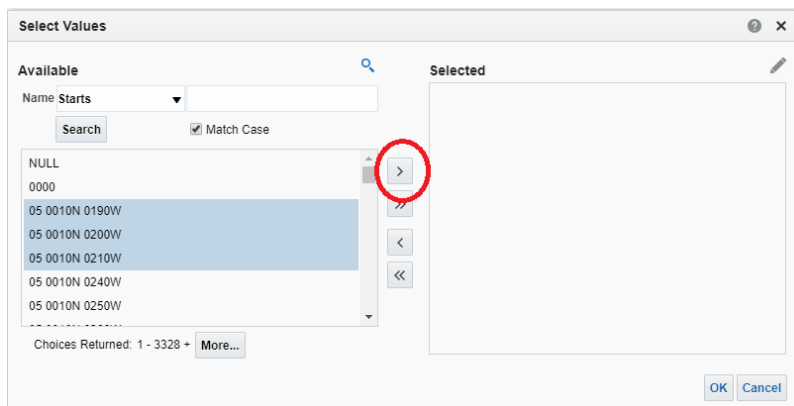 Select Values
Available
Selected
Name Starts
Search
Match Case
NULL
0000
05 0010N 0190W
05 0010N 0200W
05 0010N 0210W
05 0010N 0240W
05 0010N 0250W
Choices Returned: 1 - 3328 + More...
OK Cancel